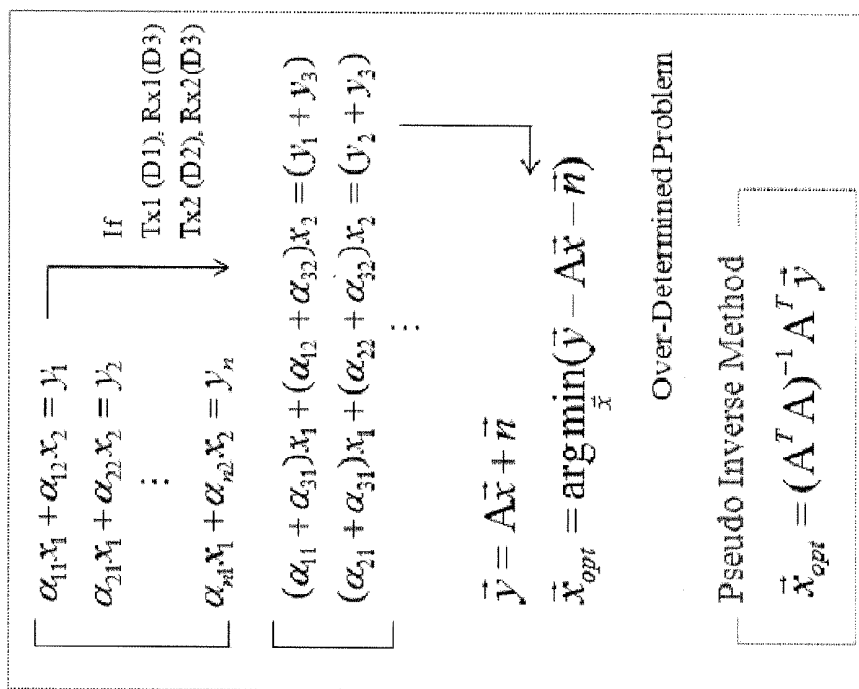 α₁₁x₁ + α₁₂x₂ = y₁
α₂₁x₁ + α₂₂x₂ = y₂
⋮
αₙ₁x₁ + αₙ₂x₂ = yₙ
If
Tx1 (D1), Rx1(D3)
Tx2 (D2), Rx2(D3)
(α₁₁ + α₃₁)x₁ + (α₁₂ + α₃₂)x₂ = (y₁ + y₃)
(α₂₁ + α₃₁)x₁ + (α₂₂ + α₃₂)x₂ = (y₂ + y₃)
⋮
y⃗ = Ax⃗ + n⃗
x⃗ₒₚₜ = arg min(y⃗ − Ax⃗ − n⃗)
x⃗
Over-Determined Problem
Pseudo Inverse Method
x⃗ₒₚₜ = (AᵀA)⁻¹Aᵀy⃗